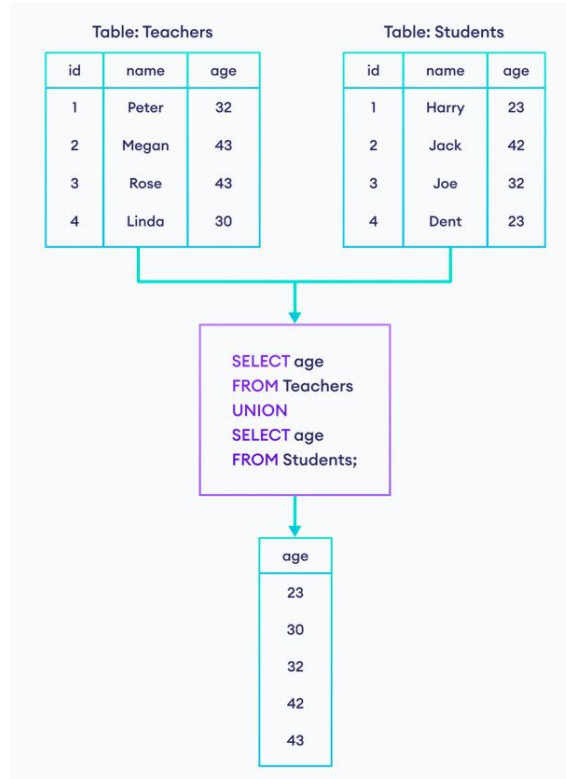 Table: Teachers
id name age
1 Peter 32
2 Megan 43
3 Rose 43
4 Linda 30
Table: Students
id name age
1 Harry 23
2 Jack 42
3 Joe 32
4 Dent 23
SELECT age
FROM Teachers
UNION
SELECT age
FROM Students;
age
23
30
32
42
43